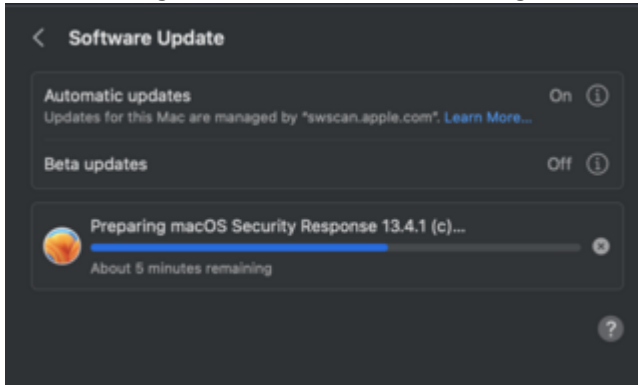 Software Update
Automatic updates
On
Updates for this Mac are managed by "swscan.apple.com". Learn More...
Beta updates
Off
Preparing macOS Security Response 13.4.1 (c)...
About 5 minutes remaining
?